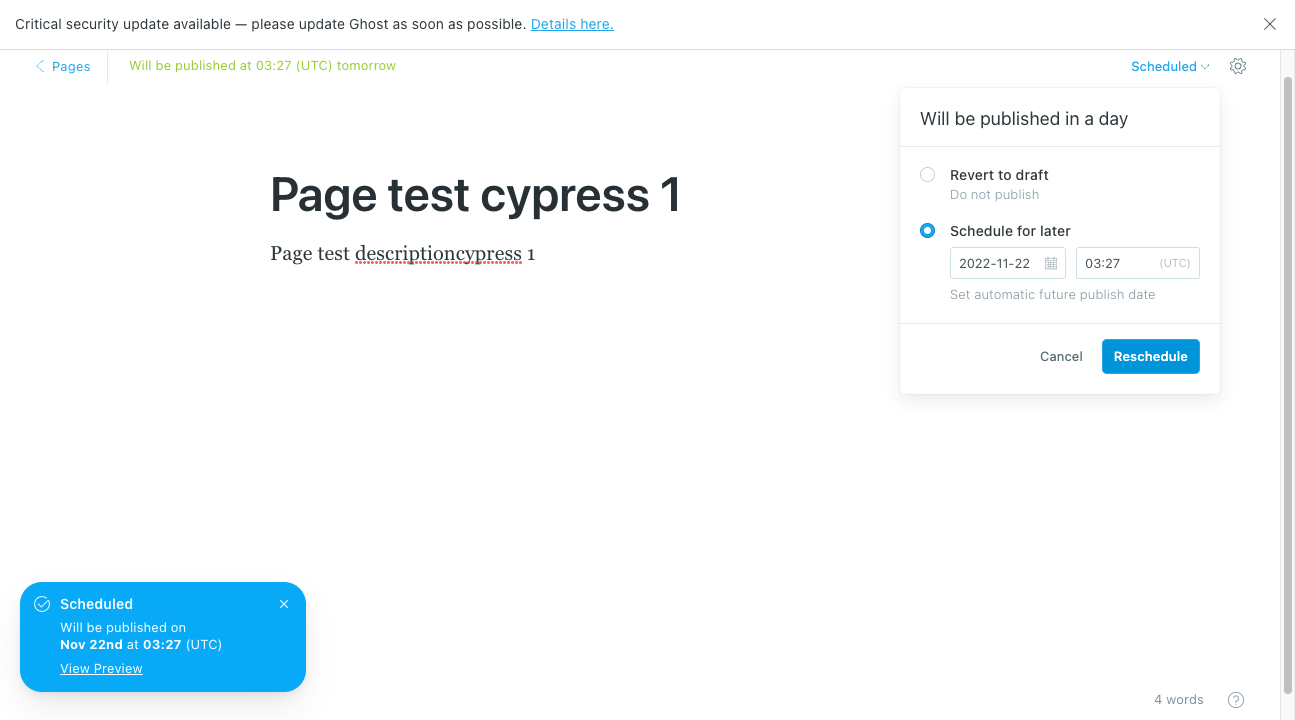 Critical security update available — please update Ghost as soon as possible. Details here.
Pages
Will be published at 03:27 (UTC) tomorrow
Scheduled
Will be published in a day
Revert to draft
Do not publish
Schedule for later
2022-11-22
03:27 (UTC)
Set automatic future publish date
Cancel
Reschedule
Page test cypress 1
Page test descriptioncypress 1
Scheduled
Will be published on
Nov 22nd at 03:27 (UTC)
View Preview
4 words
?